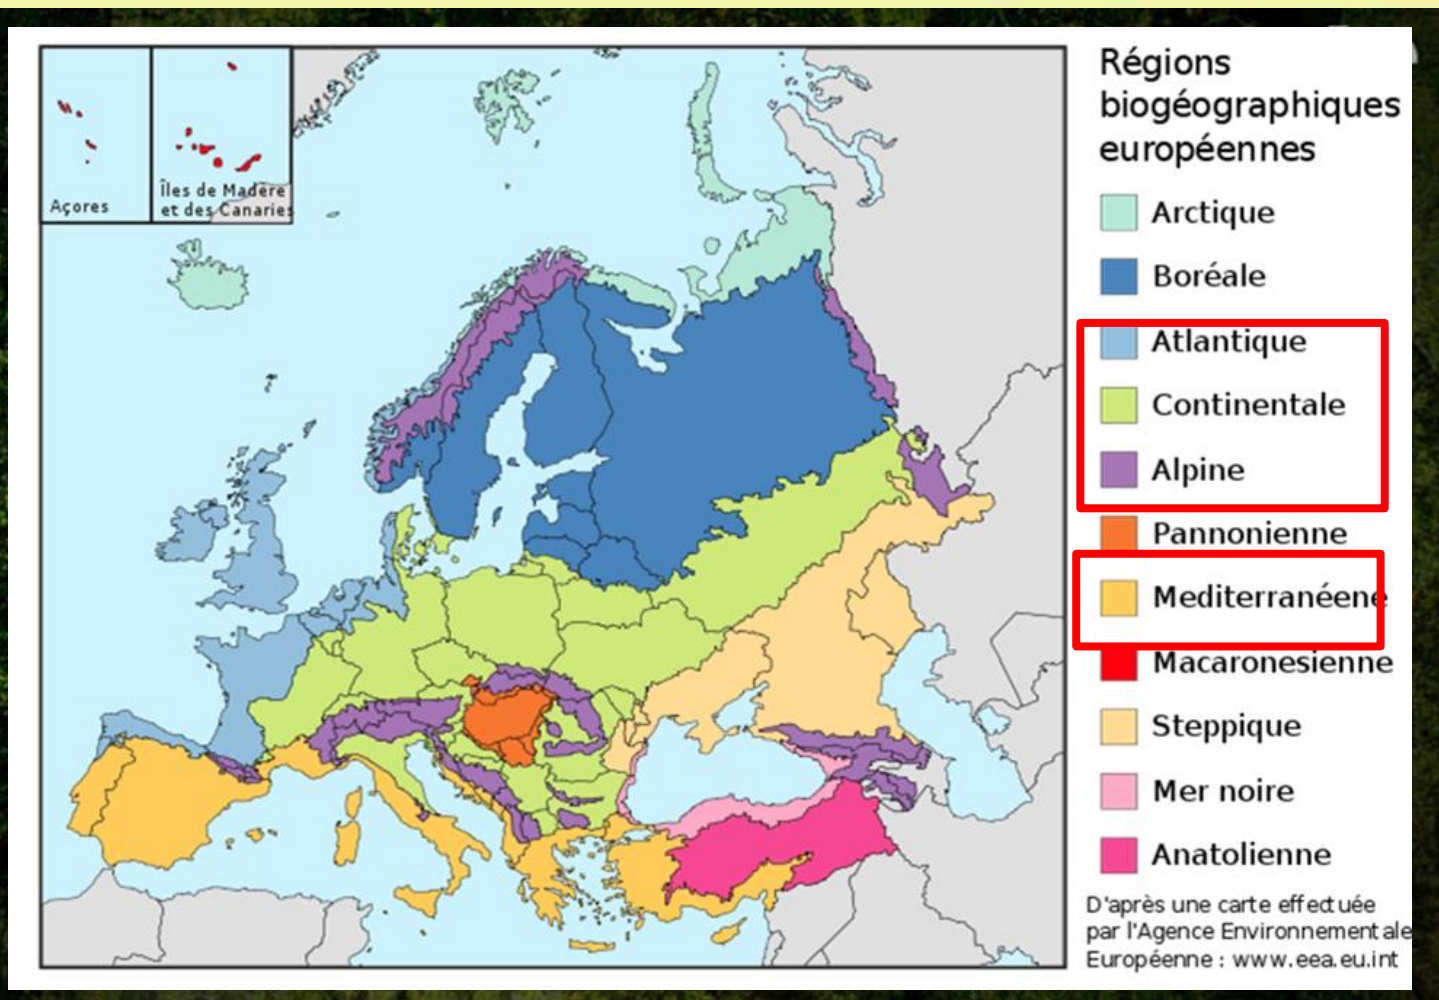 Açores
Îles de Madère
et des Canaries
Régions
biogéographiques
européennes
Arctique
Boréale
Atlantique
Continentale
Alpine
Pannonienne
Mediterranéene
Macaronesienne
Steppique
Mer noire
Anatolienne
D'après une carte effectuée
par l'Agence Environnementale
Européenne : www.eea.eu.int